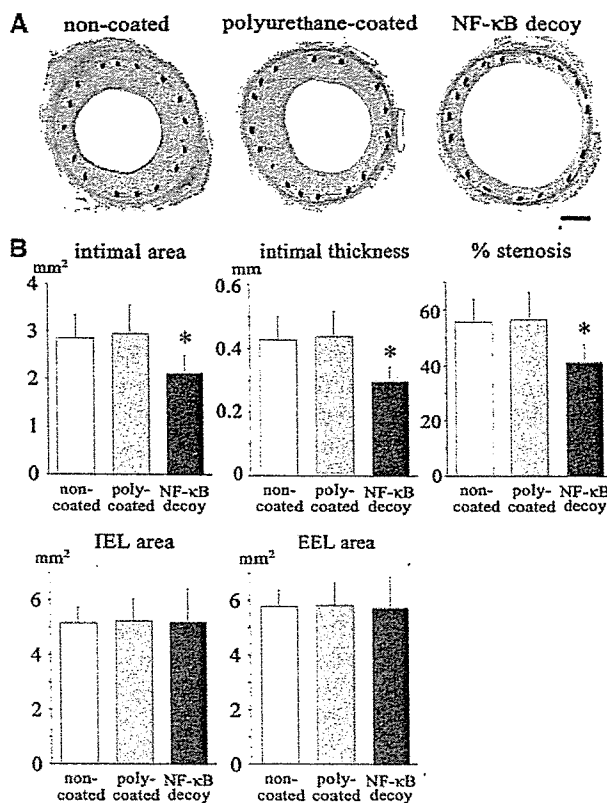 A
non-coated polyurethane-coated NF-κB decoy
B
intimal area
mm²
4
3
2
1
0
*
non-coated
poly-coated
NF-κB decoy
intimal thickness
mm
0.6
0.4
0.2
*
non-coated
poly-coated
NF-κB decoy
% stenosis
60
40
20
0
*
non-coated
poly-coated
NF-κB decoy
IEL area
mm²
6
4
2
0
non-coated
poly-coated
NF-κB decoy
EEL area
mm²
6
4
2
0
non-coated
poly-coated
NF-κB decoy